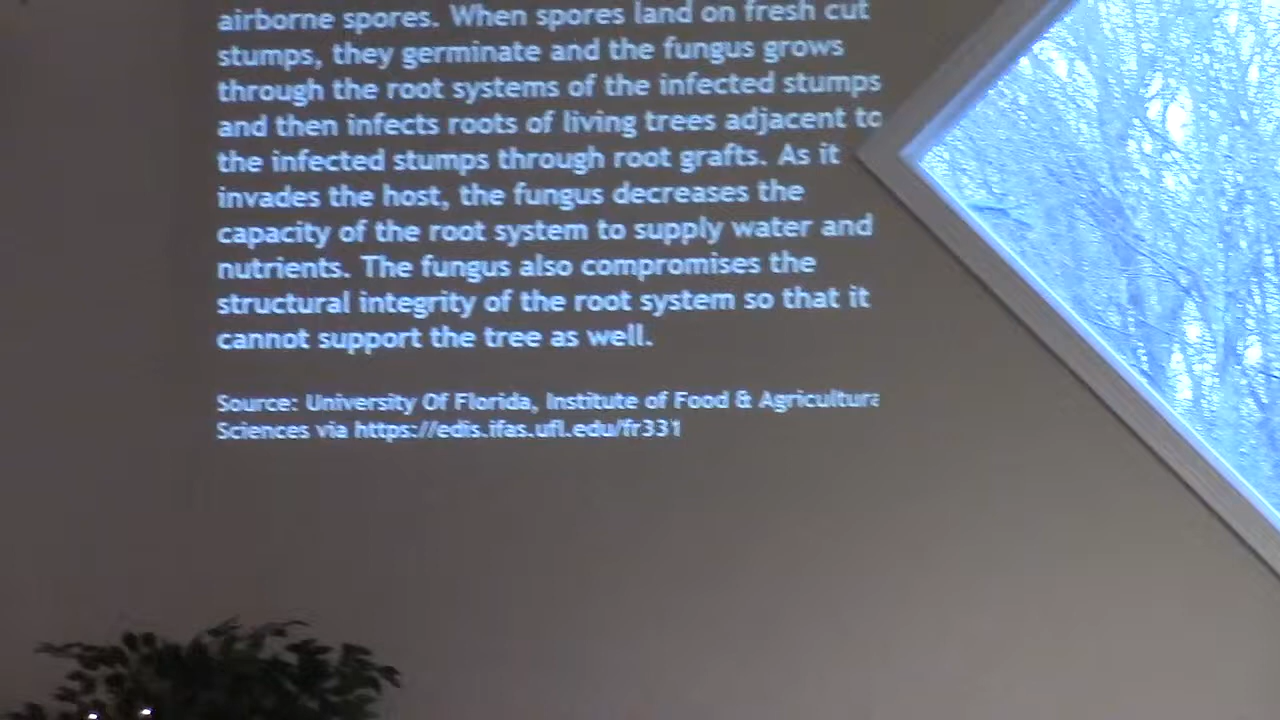 airborne spores. When spores land on fresh cut
stumps, they germinate and the fungus grows
through the root systems of the infected stumps
and then infects roots of living trees adjacent to
the infected stumps through root grafts. As it
invades the host, the fungus decreases the
capacity of the root system to supply water and
nutrients. The fungus also compromises the
structural integrity of the root system so that it
cannot support the tree as well.
Source: University Of Florida, Institute of Food & Agricultura
Sciences via https://edis.ifas.ufl.edu/fr331